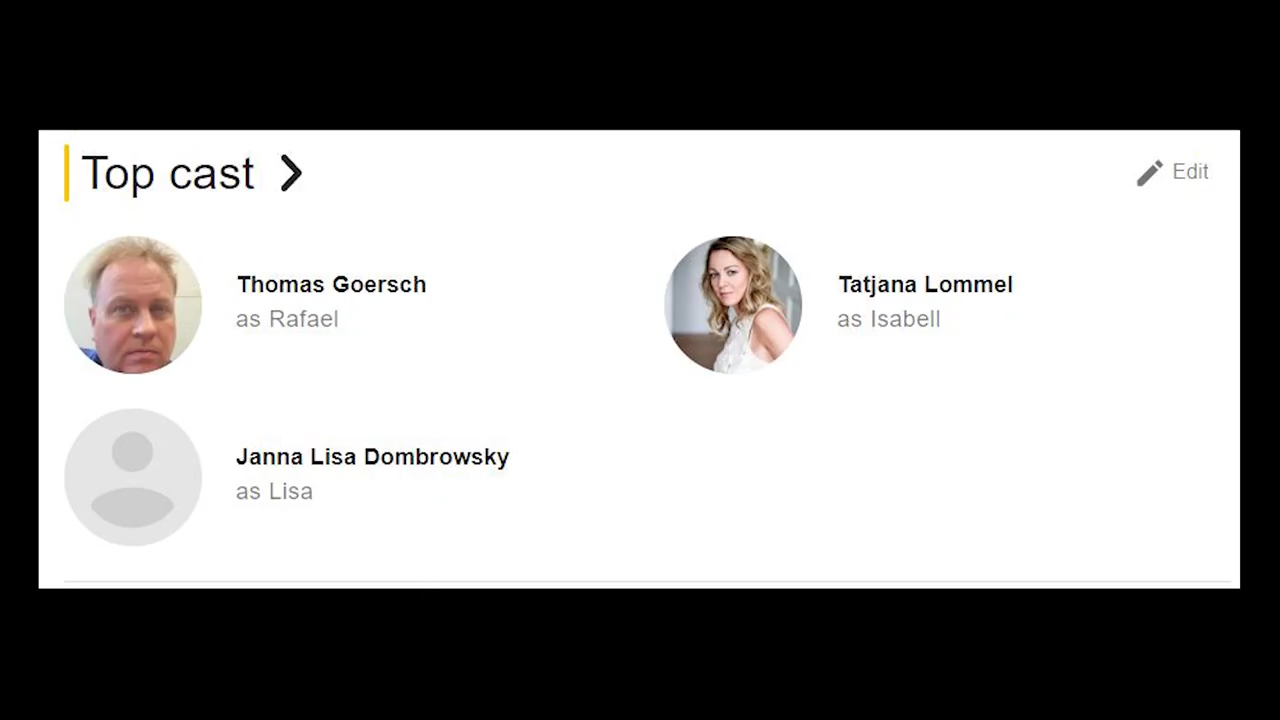 Top cast
Edit
Thomas Goersch
as Rafael
Tatjana Lommel
as Isabell
Janna Lisa Dombrowsky
as Lisa